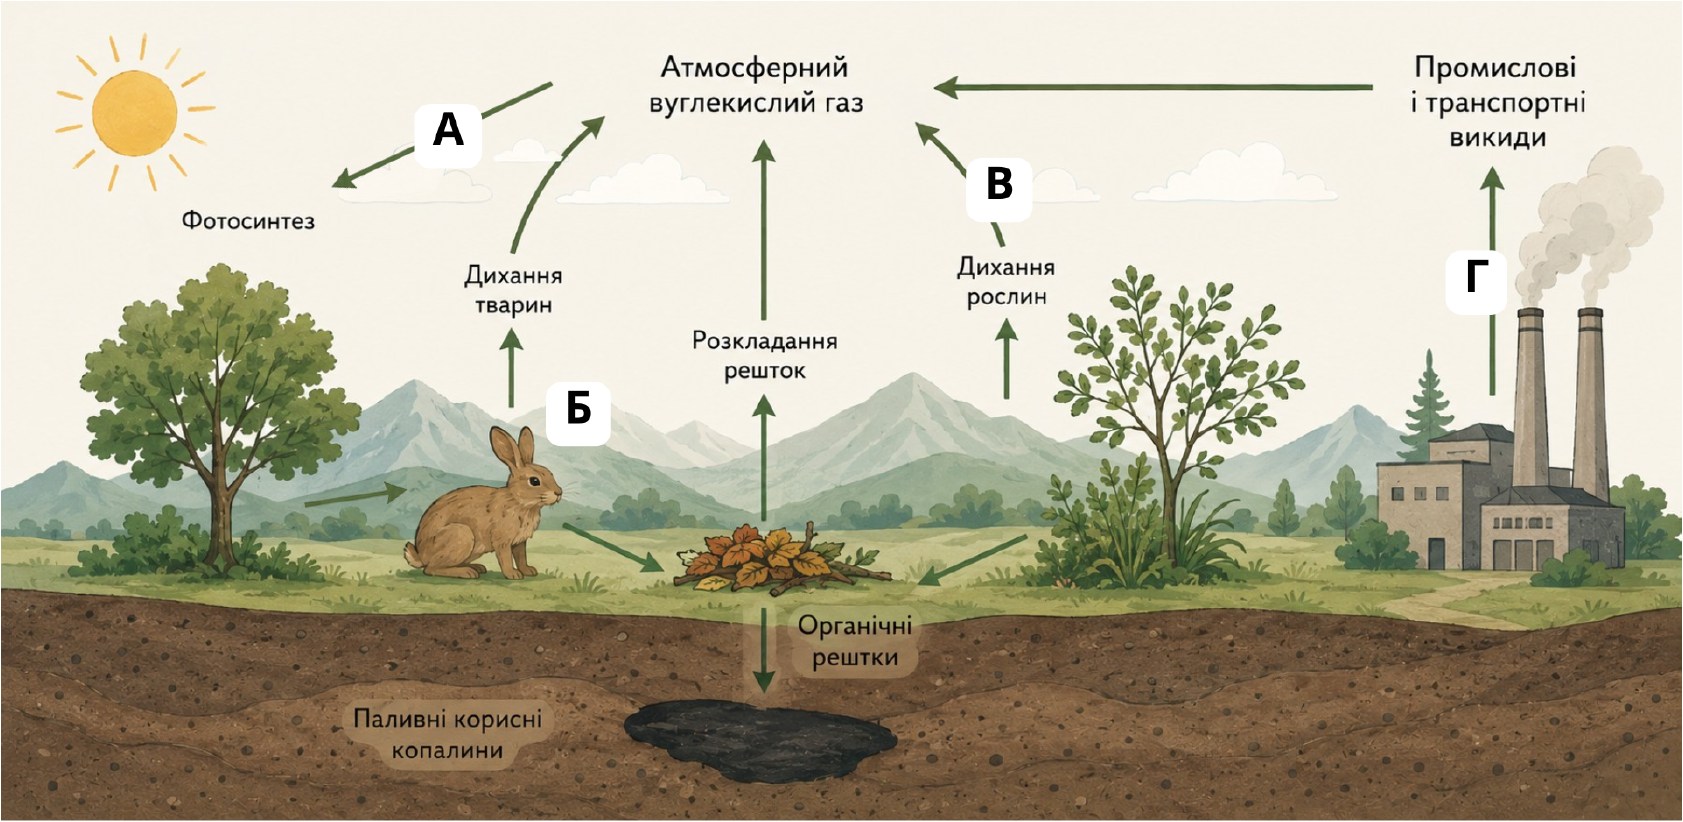 Атмосферний
вуглекислий газ
Промислові
і транспортні
викиди
А
В
Фотосинтез
Дихання
тварин
Дихання
рослин
Г
Розкладання
решток
Б
Органічні
рештки
Паливні корисні
копалини